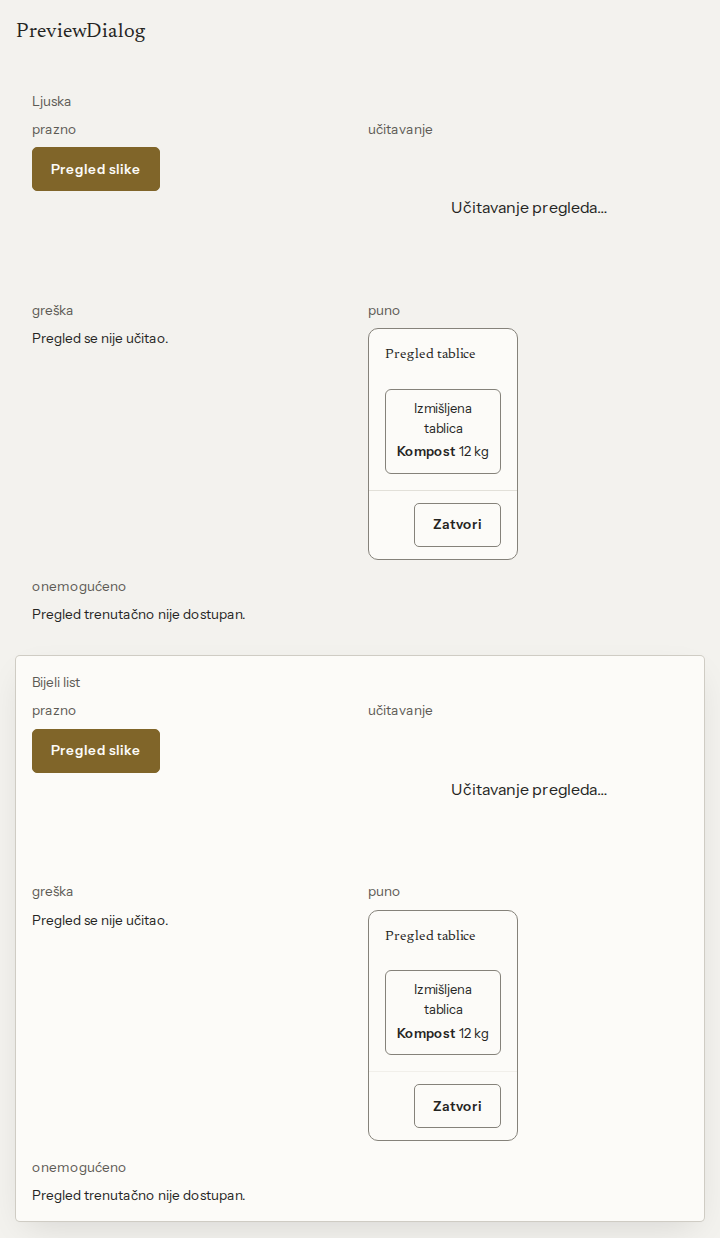 PreviewDialog
Ljuska
prazno
Pregled slike
učitavanje
Učitavanje pregleda…
greška
Pregled se nije učitao.
puno
Pregled tablice
Izmišljena
tablica
Kompost 12 kg
Zatvori
onemogućeno
Pregled trenutačno nije dostupan.
Bijeli list
prazno
Pregled slike
učitavanje
Učitavanje pregleda…
greška
Pregled se nije učitao.
puno
Pregled tablice
Izmišljena
tablica
Kompost 12 kg
Zatvori
onemogućeno
Pregled trenutačno nije dostupan.